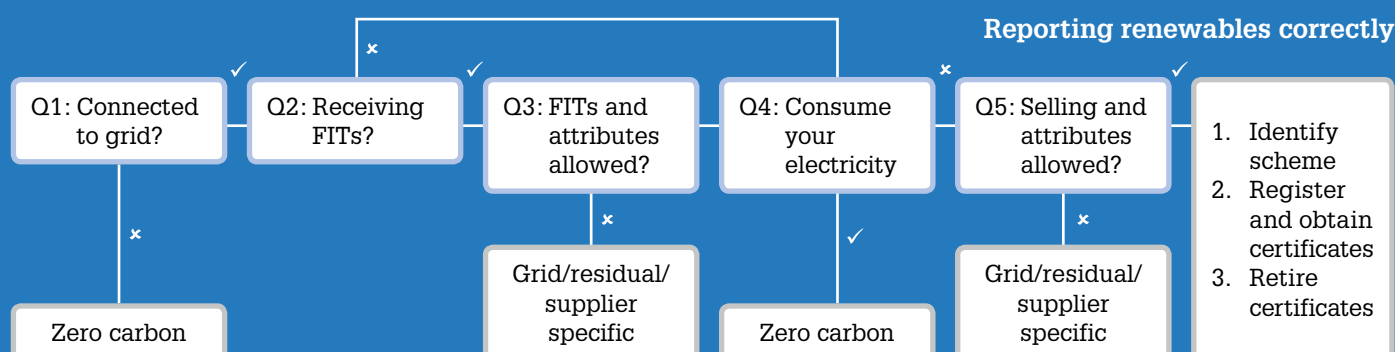 Reporting renewables correctly
Q1: Connected
to grid?
Q2: Receiving
FITs?
Q3: FITs and
attributes
allowed?
Q4: Consume
your
electricity
Q5: Selling and
attributes
allowed?
1. Identify
scheme
2. Register
and obtain
certificates
3. Retire
certificates
Zero carbon
Grid/residual/
supplier
specific
Zero carbon
Grid/residual/
supplier
specific